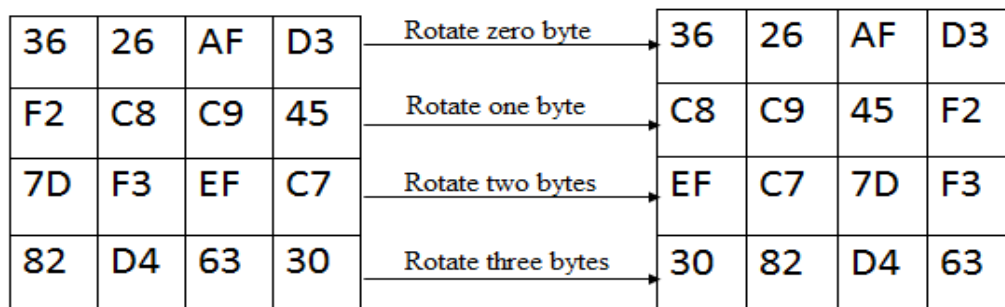 36 26 AF D3 Rotate zero byte 36 26 AF D3
F2 C8 C9 45 Rotate one byte C8 C9 45 F2
7D F3 EF C7 Rotate two bytes EF C7 7D F3
82 D4 63 30 Rotate three bytes 30 82 D4 63